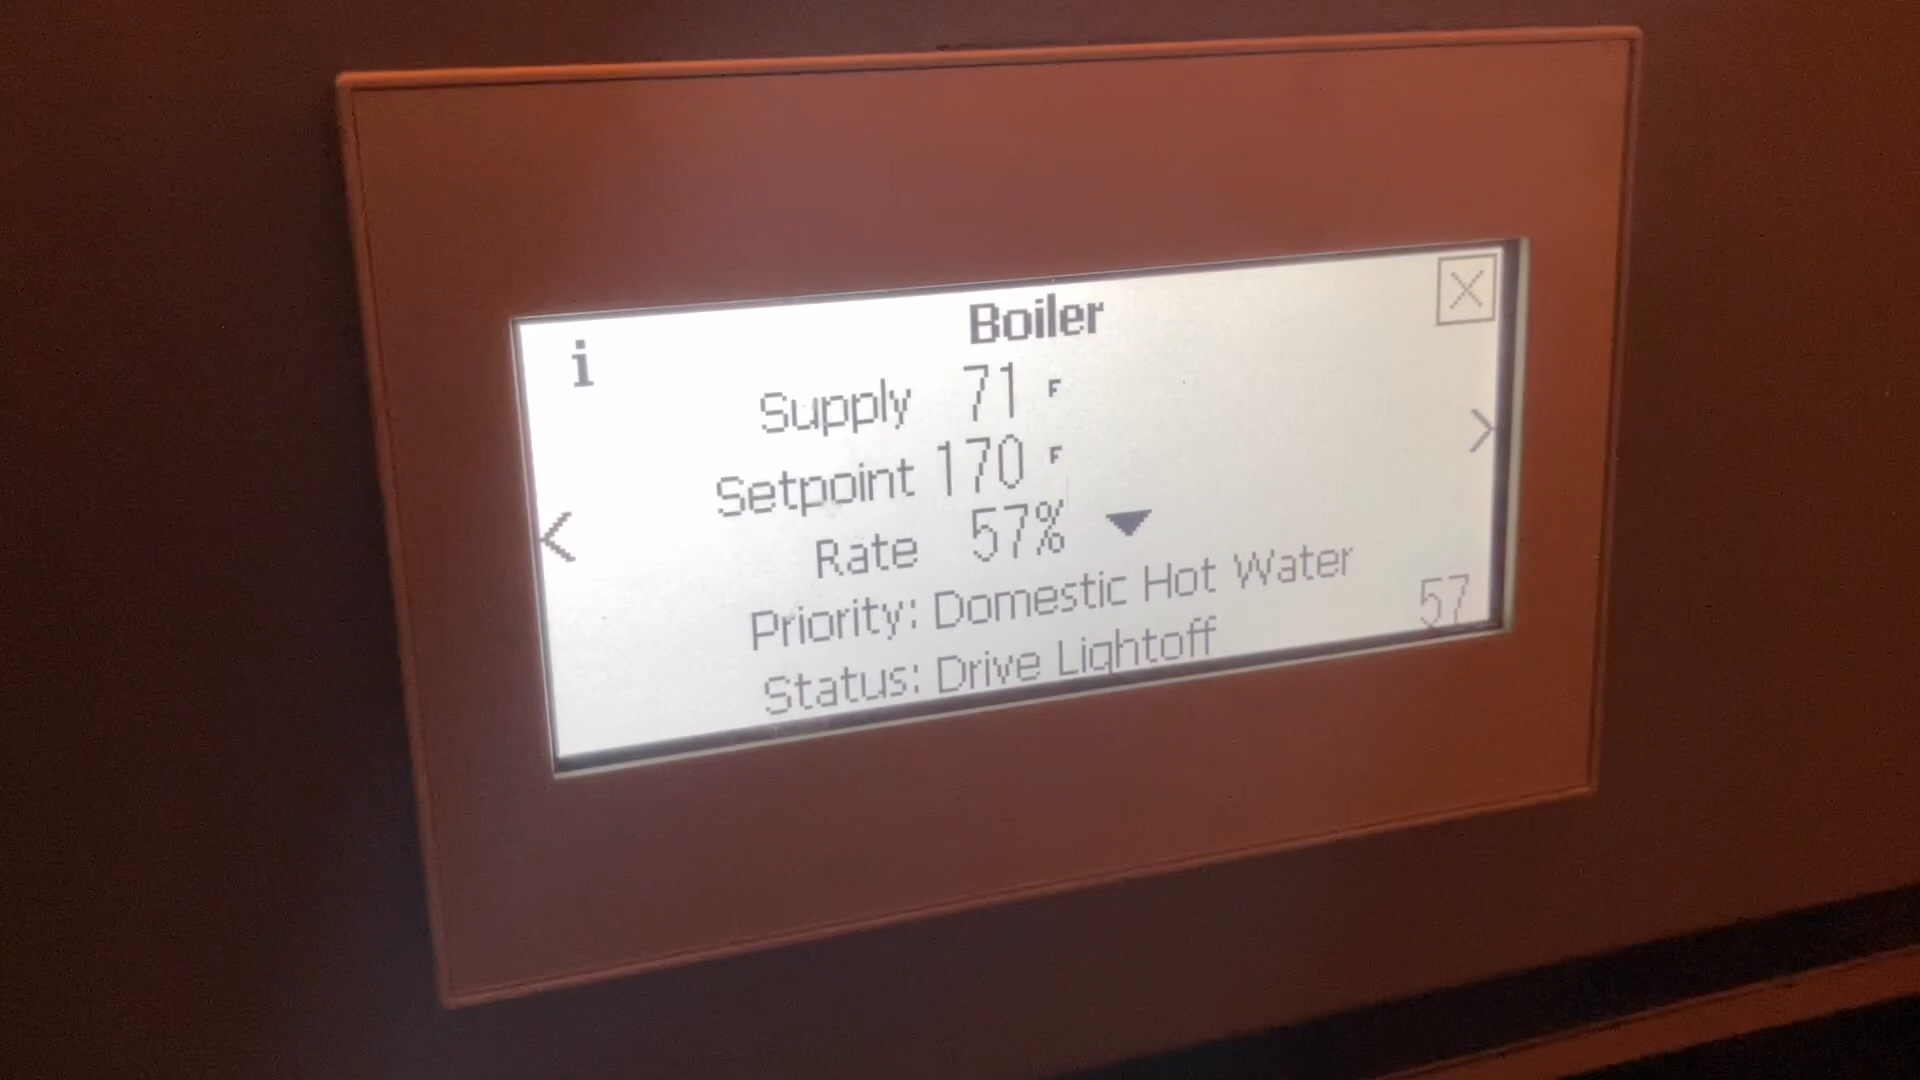 Boiler
i
Supply 71 F
Setpoint 170 F
Rate 57%
Priority: Domestic Hot Water
Status: Drive Lightoff 57